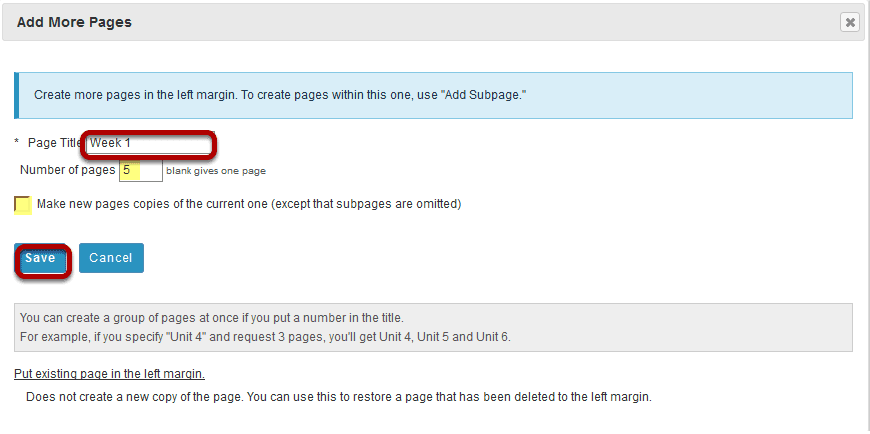 Add More Pages
Create more pages in the left margin. To create pages within this one, use "Add Subpage."
* Page Title Week 1
Number of pages 5 blank gives one page
Make new pages copies of the current one (except that subpages are omitted)
Save Cancel
You can create a group of pages at once if you put a number in the title.
For example, if you specify "Unit 4" and request 3 pages, you'll get Unit 4, Unit 5 and Unit 6.
Put existing page in the left margin.
Does not create a new copy of the page. You can use this to restore a page that has been deleted to the left margin.